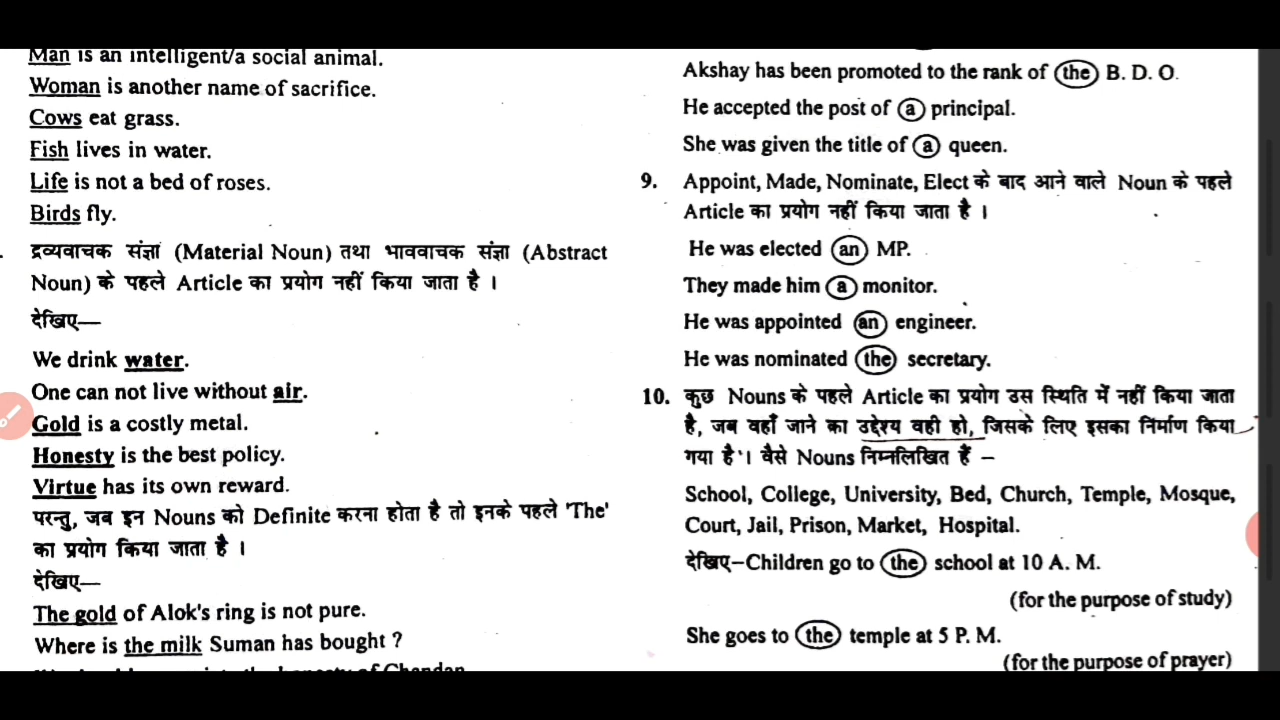 Man is an intelligent/a social animal.
Woman is another name of sacrifice.
Cows eat grass.
Fish lives in water.
Life is not a bed of roses.
Birds fly.
द्रव्यवाचक संज्ञा (Material Noun) तथा भाववाचक संज्ञा (Abstract
Noun) के पहले Article का प्रयोग नहीं किया जाता है ।
देखिए—
We drink water.
One can not live without air.
Gold is a costly metal.
Honesty is the best policy.
Virtue has its own reward.
परन्तु, जब इन Nouns को Definite करना होता है तो इनके पहले 'The'
का प्रयोग किया जाता है ।
देखिए—
The gold of Alok's ring is not pure.
Where is the milk Suman has bought ?
the honesty of Chandan
Akshay has been promoted to the rank of the B. D. O.
He accepted the post of a principal.
She was given the title of a queen.
9. Appoint, Made, Nominate, Elect के बाद आने वाले Noun के पहले
Article का प्रयोग नहीं किया जाता है ।
He was elected an MP.
They made him a monitor.
He was appointed an engineer.
He was nominated the secretary.
10. कुछ Nouns के पहले Article का प्रयोग उस स्थिति में नहीं किया जाता
है, जब वहाँ जाने का उद्देश्य वही हो, जिसके लिए इसका निर्माण किया
गया है । वैसे Nouns निम्नलिखित हैं –
School, College, University, Bed, Church, Temple, Mosque,
Court, Jail, Prison, Market, Hospital.
देखिए–Children go to the school at 10 A. M.
(for the purpose of study)
She goes to the temple at 5 P. M.
(for the purpose of prayer)